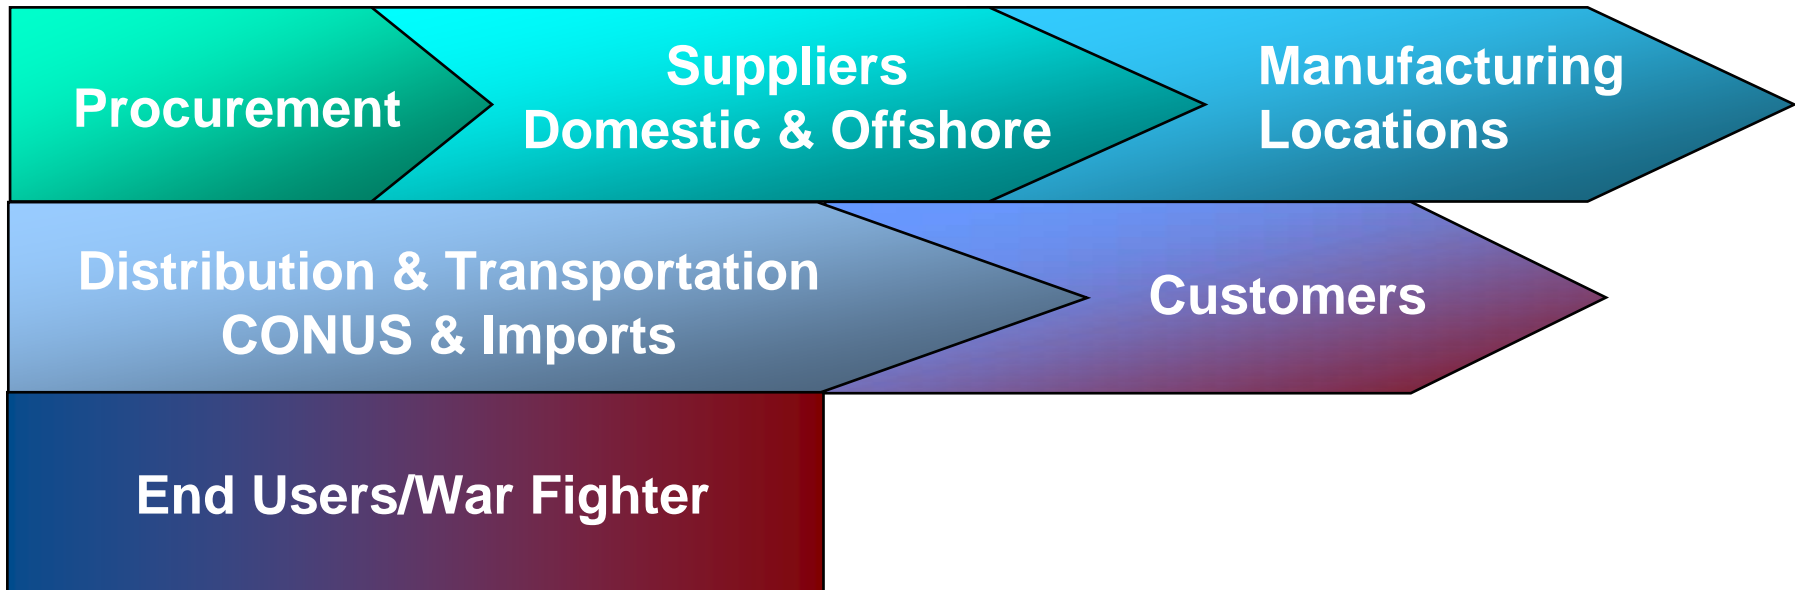 Procurement
Suppliers
Domestic & Offshore
Manufacturing
Locations
Distribution & Transportation
CONUS & Imports
Customers
End Users/War Fighter